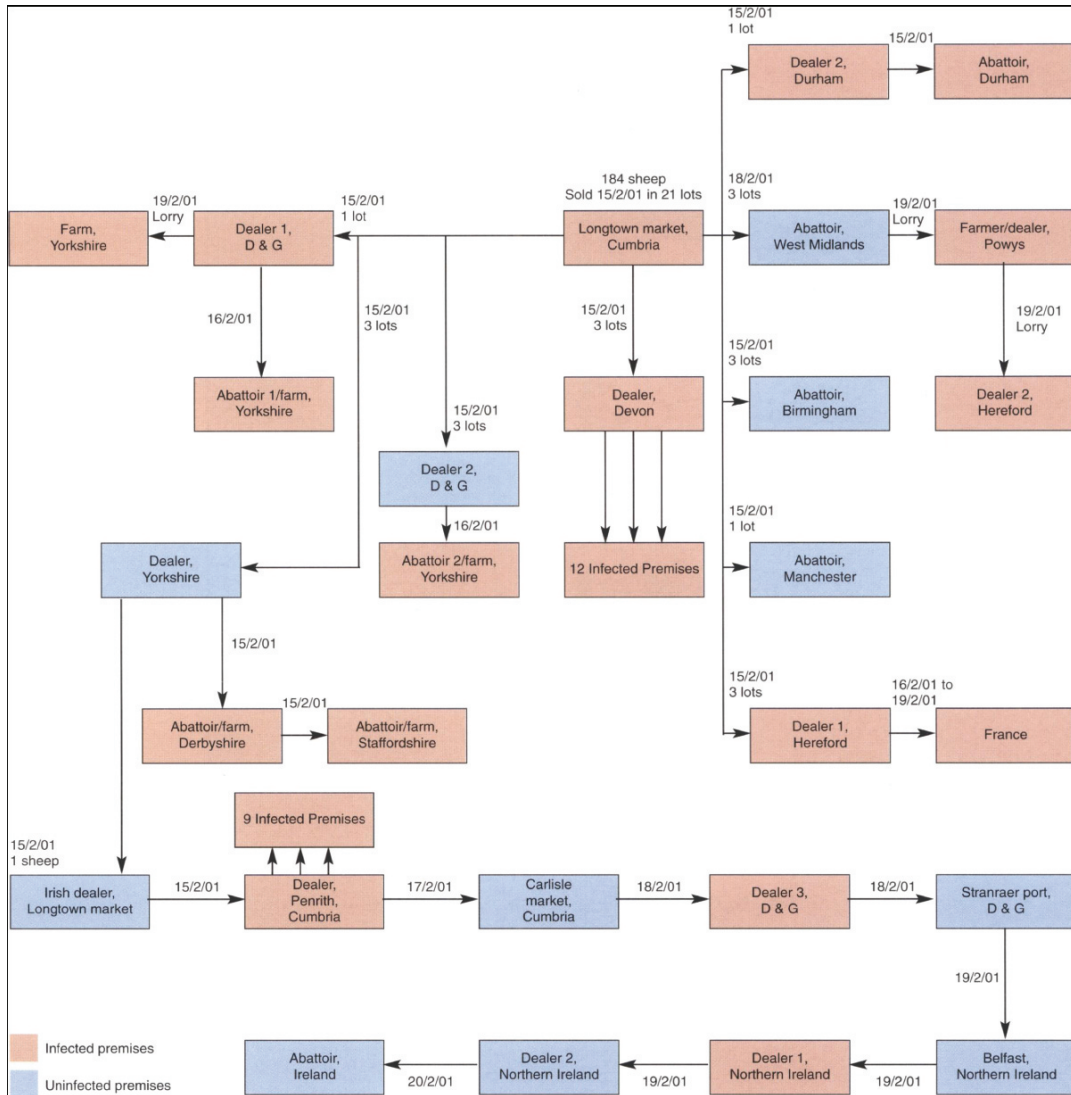 15/2/01
1 lot
Dealer 2,
Durham
15/2/01
Abattoir,
Durham
184 sheep
Sold 15/2/01 in 21 lots
Longtown market,
Cumbria
18/2/01
3 lots
Abattoir,
West Midlands
19/2/01
Lorry
Farmer/dealer,
Powys
19/2/01
Lorry
Dealer 2,
Hereford
15/2/01
1 lot
Dealer 1,
D & G
19/2/01
Lorry
Farm,
Yorkshire
16/2/01
Abattoir 1/farm,
Yorkshire
15/2/01
3 lots
15/2/01
3 lots
Dealer 2,
D & G
16/2/01
Abattoir 2/farm,
Yorkshire
15/2/01
3 lots
Dealer,
Devon
12 Infected Premises
15/2/01
3 lots
Abattoir,
Birmingham
15/2/01
1 lot
Abattoir,
Manchester
15/2/01
3 lots
Dealer 1,
Hereford
16/2/01 to
19/2/01
France
Dealer,
Yorkshire
15/2/01
Abattoir/farm,
Derbyshire
15/2/01
Abattoir/farm,
Staffordshire
15/2/01
1 sheep
Irish dealer,
Longtown market
15/2/01
9 Infected Premises
Dealer,
Penrith,
Cumbria
17/2/01
Carlisle
market,
Cumbria
18/2/01
Dealer 3,
D & G
18/2/01
Stranraer port,
D & G
19/2/01
Belfast,
Northern Ireland
19/2/01
Dealer 1,
Northern Ireland
19/2/01
Dealer 2,
Northern Ireland
20/2/01
Abattoir,
Ireland
Infected premises
Uninfected premises